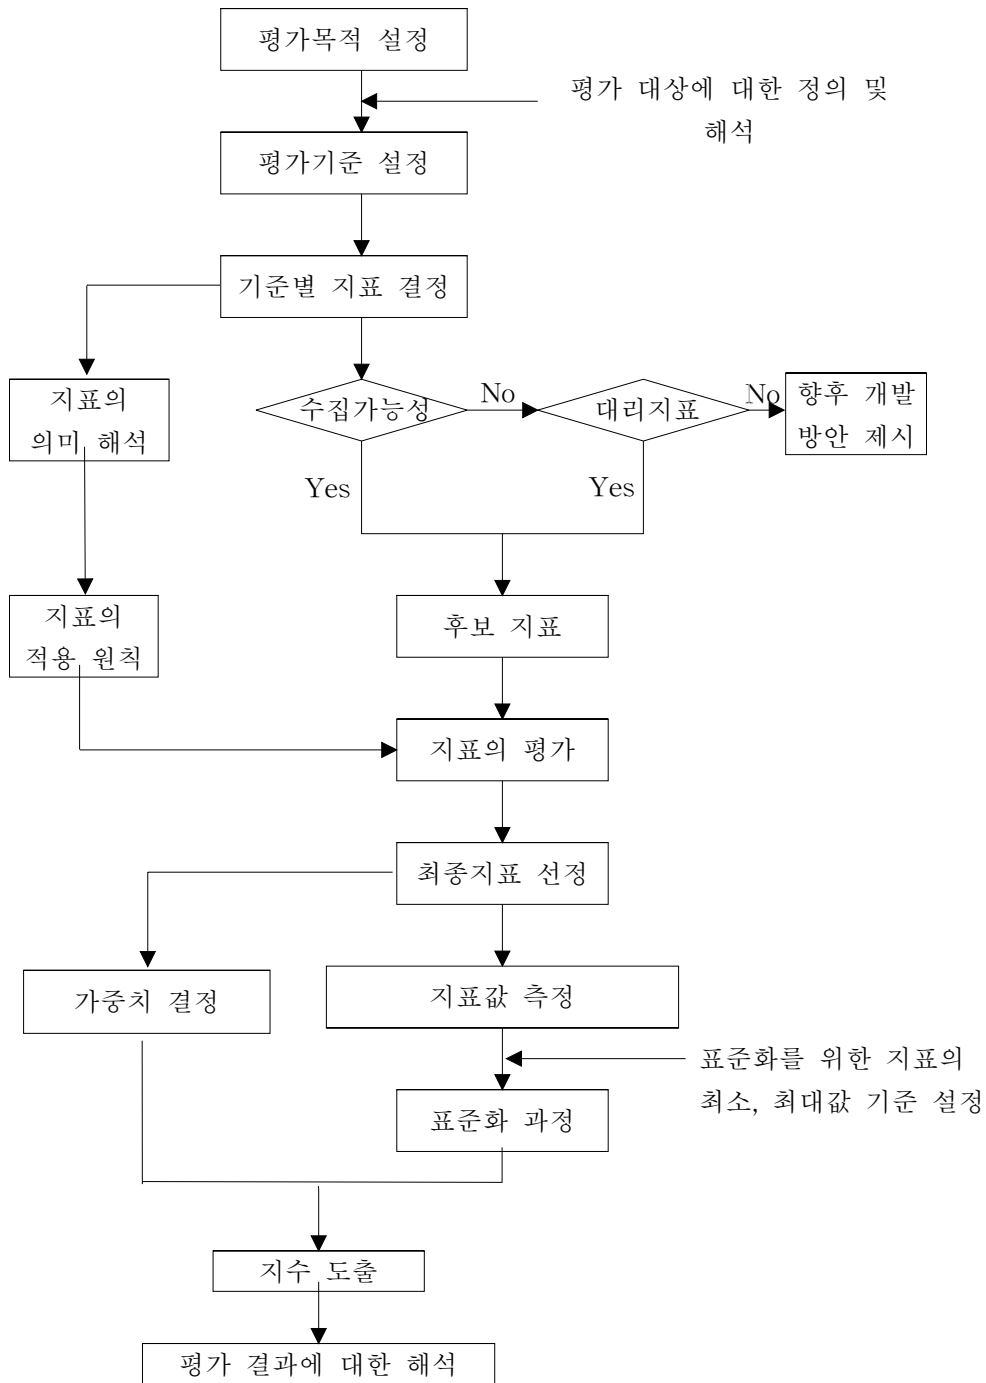 평가목적 설정
평가 대상에 대한 정의 및
해석
평가기준 설정
기준별 지표 결정
지표의
의미 해석
수집가능성
No
대리지표
No
향후 개발
방안 제시
Yes
Yes
지표의
적용 원칙
후보 지표
지표의 평가
최종지표 선정
가중치 결정
지표값 측정
표준화를 위한 지표의
최소, 최대값 기준 설정
표준화 과정
지수 도출
평가 결과에 대한 해석